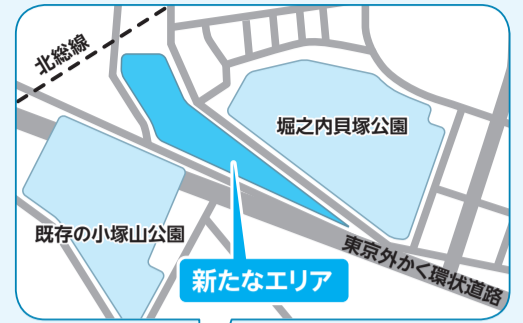 北総線
堀之内貝塚公園
既存の小塚山公園
東京外かく環状道路
新たなエリア